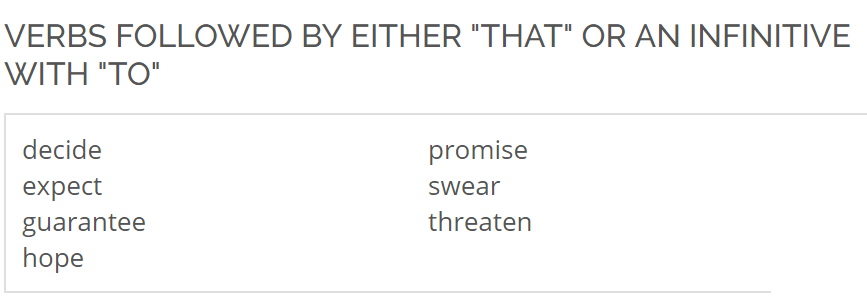 VERBS FOLLOWED BY EITHER "THAT" OR AN INFINITIVE
WITH "TO"
decide
expect
guarantee
hope
promise
swear
threaten